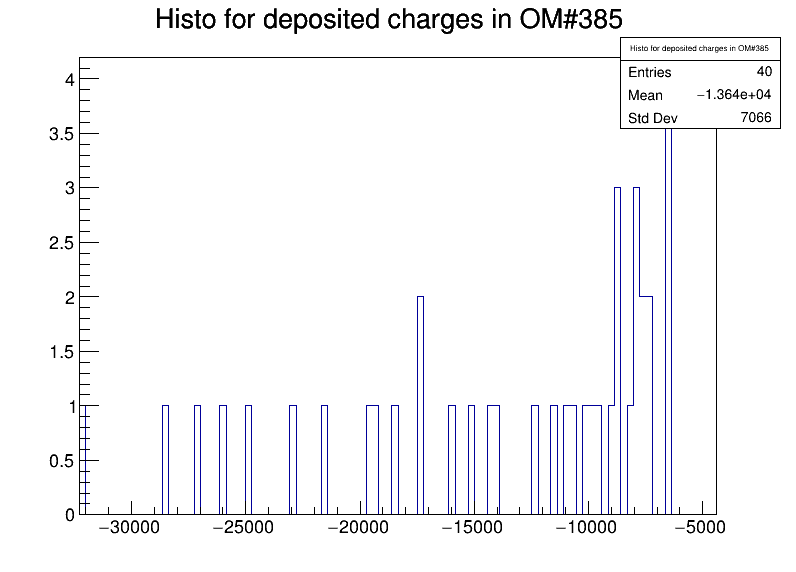 Histo for deposited charges in OM#385
Histo for deposited charges in OM#385
Entries 40
Mean −1.364e+04
Std Dev 7066
4
3.5
3
2.5
2
1.5
1
0.5
0
−30000 −25000 −20000 −15000 −10000 −5000